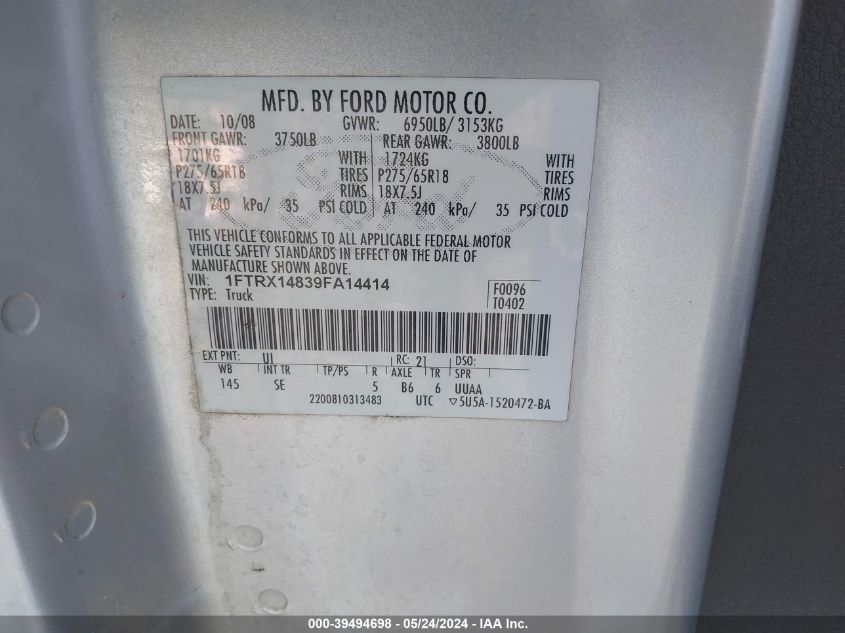 MFD. BY FORD MOTOR CO.
DATE: 10/08 GVWR: 6950LB/ 3153KG
FRONT GAWR: 3750LB REAR GAWR: 3800LB
1701KG WITH 1724KG WITH
P275/65R18 TIRES P275/65R18 TIRES
18X7.5J RIMS 18X7.5J RIMS
AT 240 kPa/ 35 PSI COLD AT 240 kPa/ 35 PSI COLD
THIS VEHICLE CONFORMS TO ALL APPLICABLE FEDERAL MOTOR
VEHICLE SAFETY STANDARDS IN EFFECT ON THE DATE OF
MANUFACTURE SHOWN ABOVE.
VIN: 1FTRX14839FA14414 F0096
TYPE: Truck T0402
EXT PNT: UI RC: 21 DSO:
WB INT TR TP/PS R AXLE TR SPR
145 SE 5 B6 6 UUAA
2200810313483 UTC ▽5U5A-1520472-BA
000-39494698 - 05/24/2024 - IAA Inc.